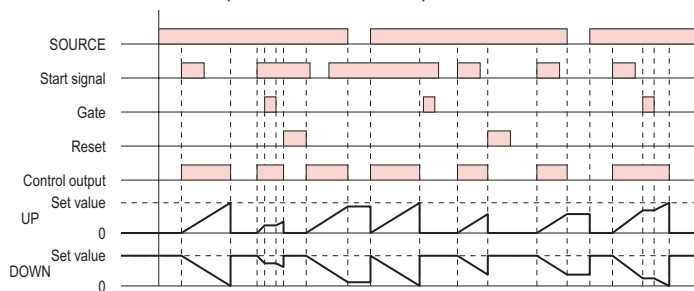 SOURCE
Start signal
Gate
Reset
Control output
Set value
UP
0
Set value
DOWN
0